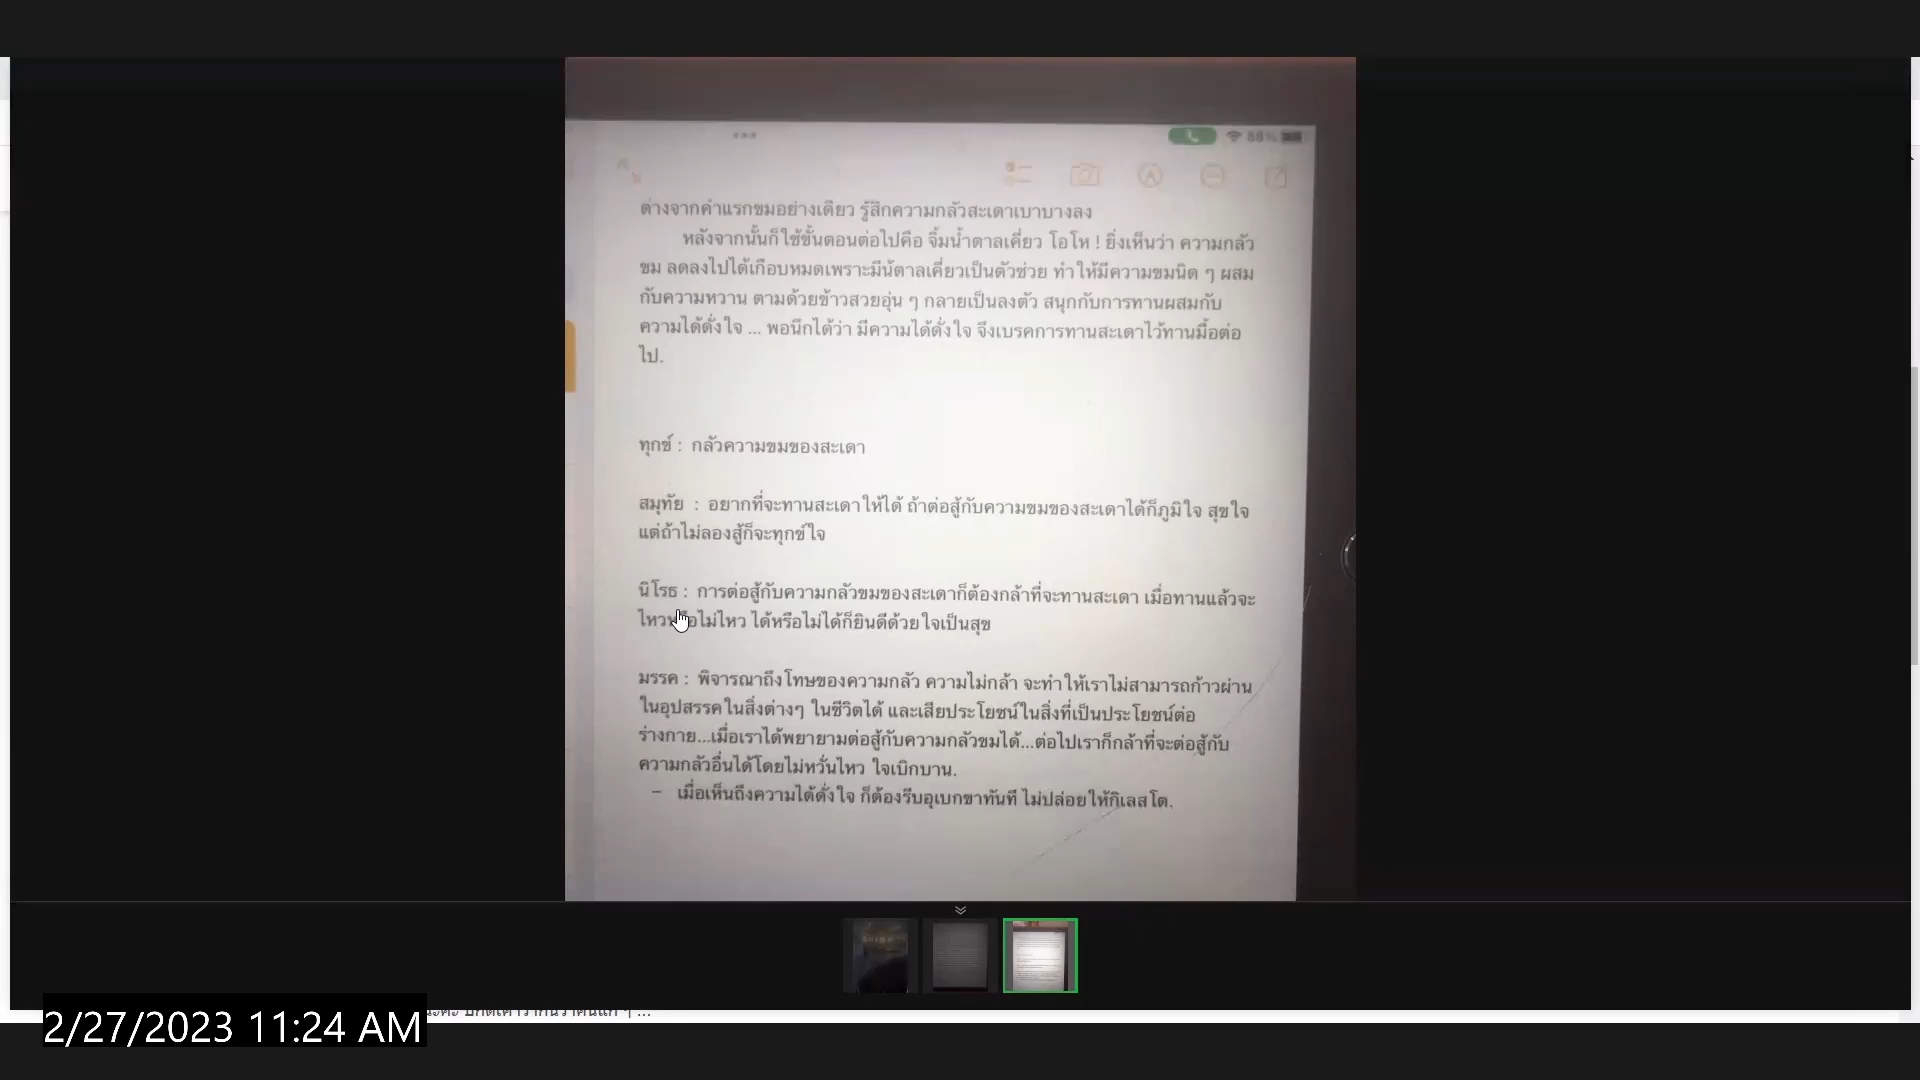 88%
ต่างจากคำแรกขมอย่างเดียว รู้สึกความกลัวสะเดาเบาบางลง
หลังจากนั้นก็ใช้ขั้นตอนต่อไปคือ จิ้มน้ำตาลเคี่ยว โอโห ! ยิ่งเห็นว่า ความกลัว
ขม ลดลงไปได้เกือบหมดเพราะมีน้ตาลเคี่ยวเป็นตัวช่วย ทำให้มีความขมนิด ๆ ผสม
กับความหวาน ตามด้วยข้าวสวยอุ่น ๆ กลายเป็นลงตัว สนุกกับการทานผสมกับ
ความได้ดั่งใจ ... พอนึกได้ว่า มีความได้ดั่งใจ จึงเบรคการทานสะเดาไว้ทานมื้อต่อ
ไป.
ทุกข์ : กลัวความขมของสะเดา
สมุทัย : อยากที่จะทานสะเดาให้ได้ ถ้าต่อสู้กับความขมของสะเดาได้ก็ภูมิใจ สุขใจ
แต่ถ้าไม่ลองสู้ก็จะทุกข์ใจ
นิโรธ : การต่อสู้กับความกลัวขมของสะเดาก็ต้องกล้าที่จะทานสะเดา เมื่อทานแล้วจะ
ไหวหรือไม่ไหว ได้หรือไม่ได้ก็ยินดีด้วยใจเป็นสุข
มรรค : พิจารณาถึงโทษของความกลัว ความไม่กล้า จะทำให้เราไม่สามารถก้าวผ่าน
ในอุปสรรคในสิ่งต่างๆ ในชีวิตได้ และเสียประโยชน์ในสิ่งที่เป็นประโยชน์ต่อ
ร่างกาย...เมื่อเราได้พยายามต่อสู้กับความกลัวขมได้...ต่อไปเราก็กล้าที่จะต่อสู้กับ
ความกลัวอื่นได้โดยไม่หวั่นไหว ใจเบิกบาน.
– เมื่อเห็นถึงความได้ดั่งใจ ก็ต้องรีบอุเบกขาทันที ไม่ปล่อยให้กิเลสโต.
2/27/2023 11:24 AM